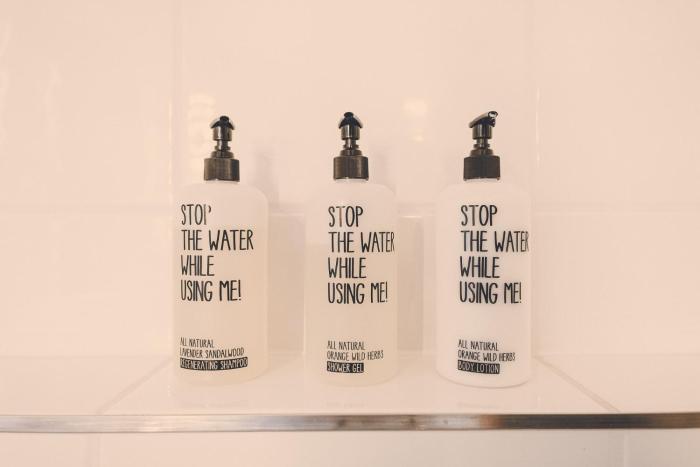 STOP
THE WATER
WHILE
USING ME!
ALL NATURAL
LAVENDER SANDALWOOD
REGENERATING SHAMPOO
STOP
THE WATER
WHILE
USING ME!
ALL NATURAL
ORANGE WILD HERBS
SHOWER GEL
STOP
THE WATER
WHILE
USING ME!
ALL NATURAL
ORANGE WILD HERBS
BODY LOTION